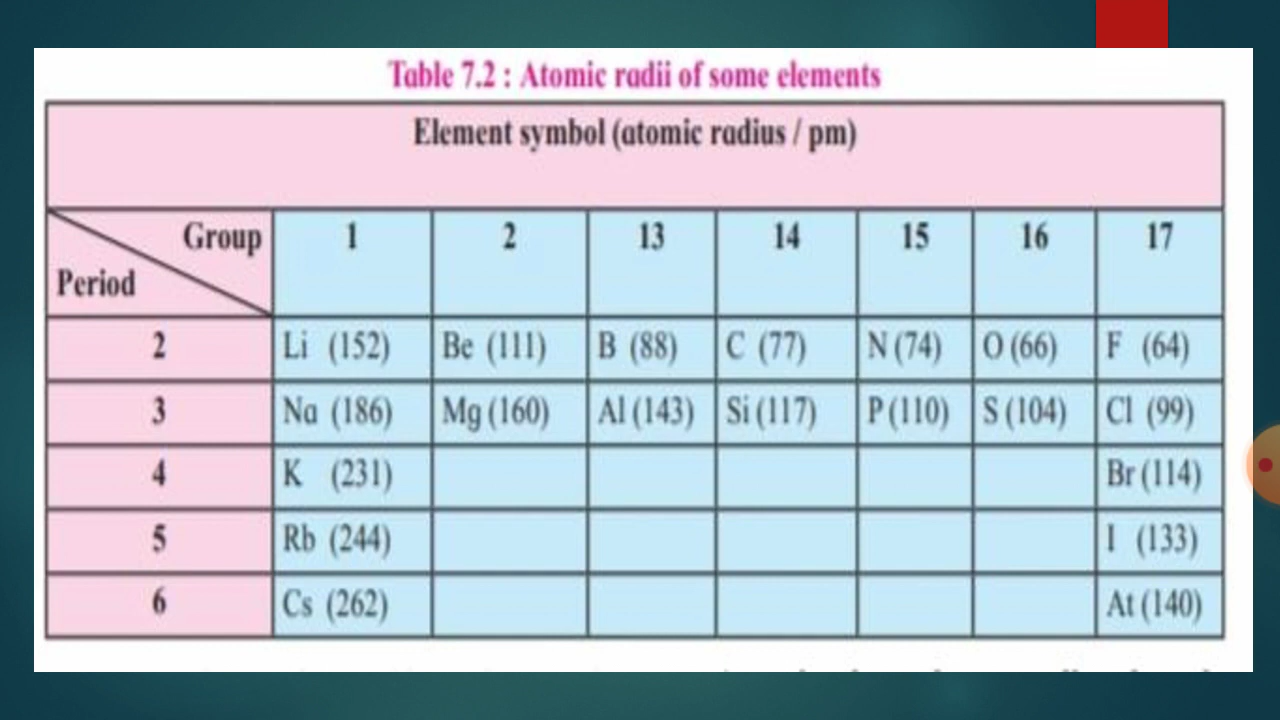 Table 7.2 : Atomic radii of some elements
Element symbol (atomic radius / pm)
Group 1 2 13 14 15 16 17
Period
2 Li (152) Be (111) B (88) C (77) N (74) O (66) F (64)
3 Na (186) Mg (160) Al (143) Si (117) P (110) S (104) Cl (99)
4 K (231) Br (114)
5 Rb (244) I (133)
6 Cs (262) At (140)